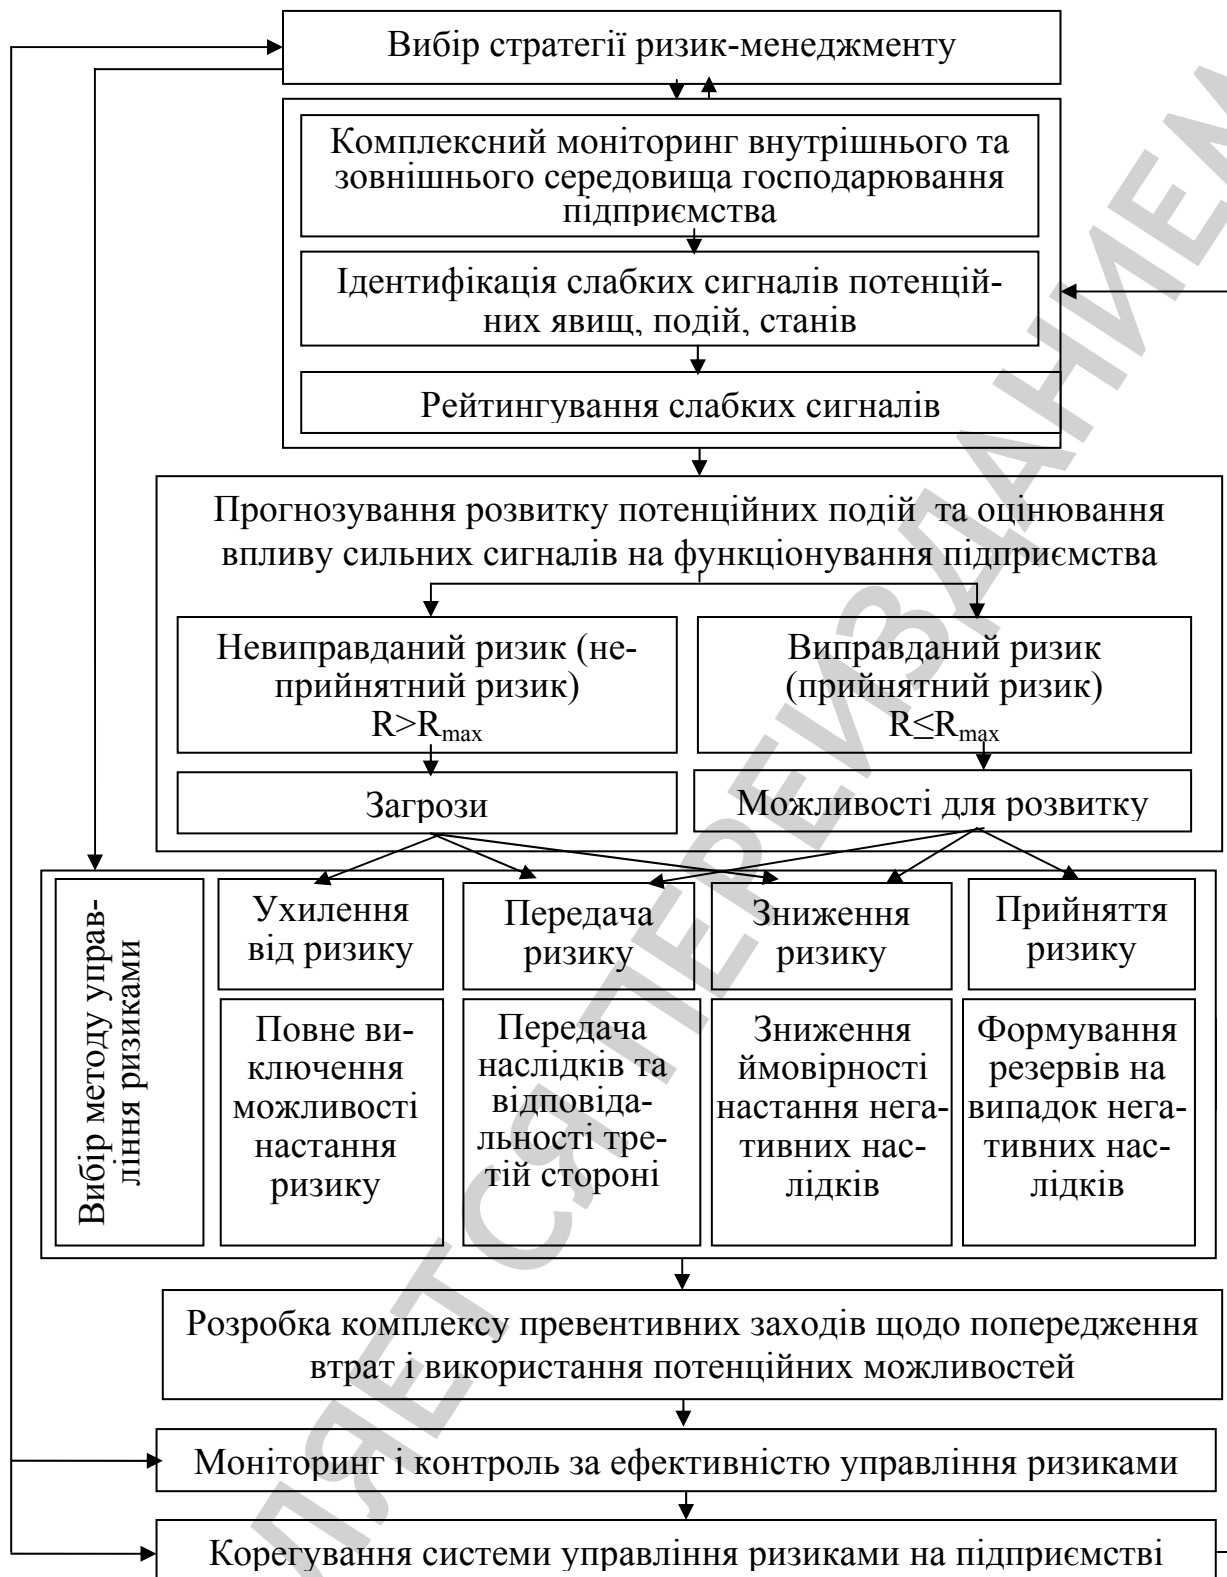 Вибір стратегії ризик-менеджменту
Комплексний моніторинг внутрішнього та
зовнішнього середовища господарювання
підприємства
Ідентифікація слабких сигналів потенцій-
них явищ, подій, станів
Рейтингування слабких сигналів
Прогнозування розвитку потенційних подій та оцінювання
впливу сильних сигналів на функціонування підприємства
Невиправданий ризик (не-
прийнятний ризик)
R>Rmax
Виправданий ризик
(прийнятний ризик)
R≤Rmax
Загрози
Можливості для розвитку
Вибір методу управ-
ління ризиками
Ухилення
від ризику
Передача
ризику
Зниження
ризику
Прийняття
ризику
Повне ви-
ключення
можливості
настання
ризику
Передача
наслідків та
відповіда-
льності тре-
тій стороні
Зниження
ймовірності
настання нега-
тивних нас-
лідків
Формування
резервів на
випадок нега-
тивних нас-
лідків
Розробка комплексу превентивних заходів щодо попередження
втрат і використання потенційних можливостей
Моніторинг і контроль за ефективністю управління ризиками
Корегування системи управління ризиками на підприємстві
ЛЯЕТСЯ ПЕРЕИЗДАНИЕМ